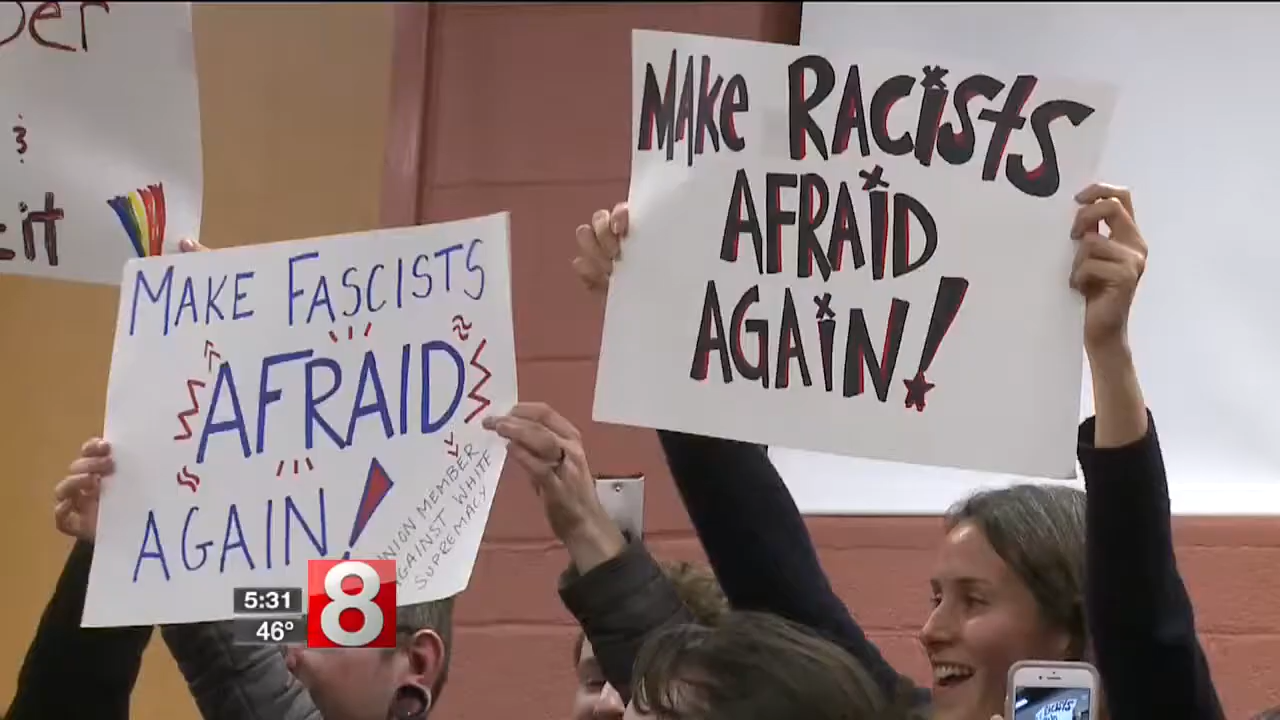 MAKE FASCISTS
AFRAID
AGAIN!
UNION MEMBER
AGAINST WHITE
SUPREMACY
MAKE RACISTS
AFRAID
AGAIN!
5:31
46°
8